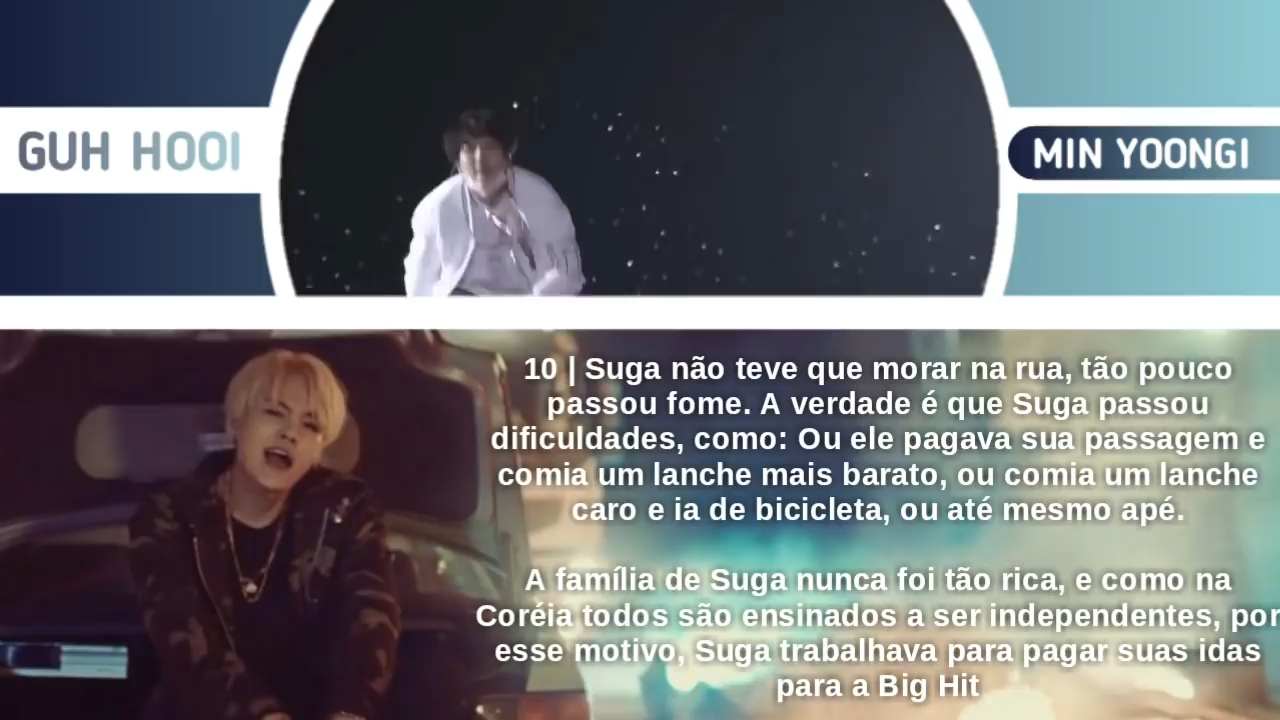 GUH HOOI
MIN YOONGI
10 | Suga não teve que morar na rua, tão pouco
passou fome. A verdade é que Suga passou
dificuldades, como: Ou ele pagava sua passagem e
comia um lanche mais barato, ou comia um lanche
caro e ia de bicicleta, ou até mesmo apé.
A família de Suga nunca foi tão rica, e como na
Coréia todos são ensinados a ser independentes, por
esse motivo, Suga trabalhava para pagar suas idas
para a Big Hit